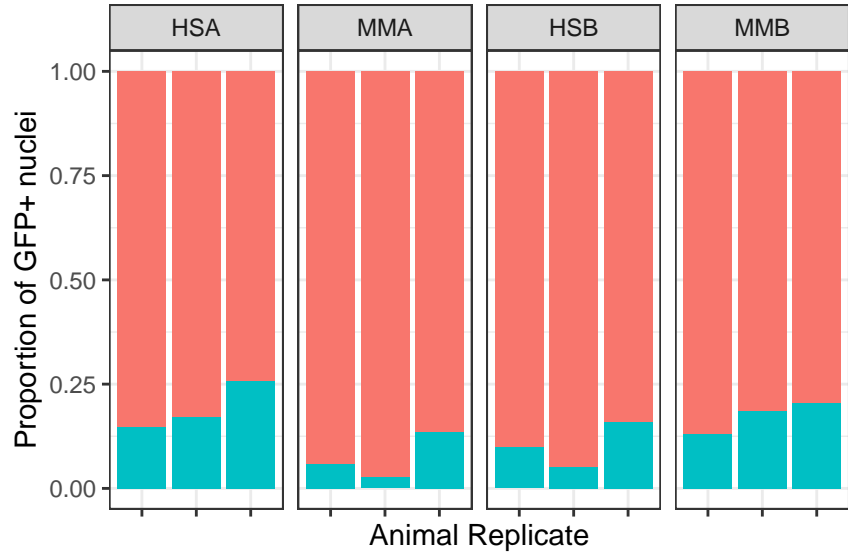 HSA MMA HSB MMB
Proportion of GFP+ nuclei
1.00
0.75
0.50
0.25
0.00
Animal Replicate